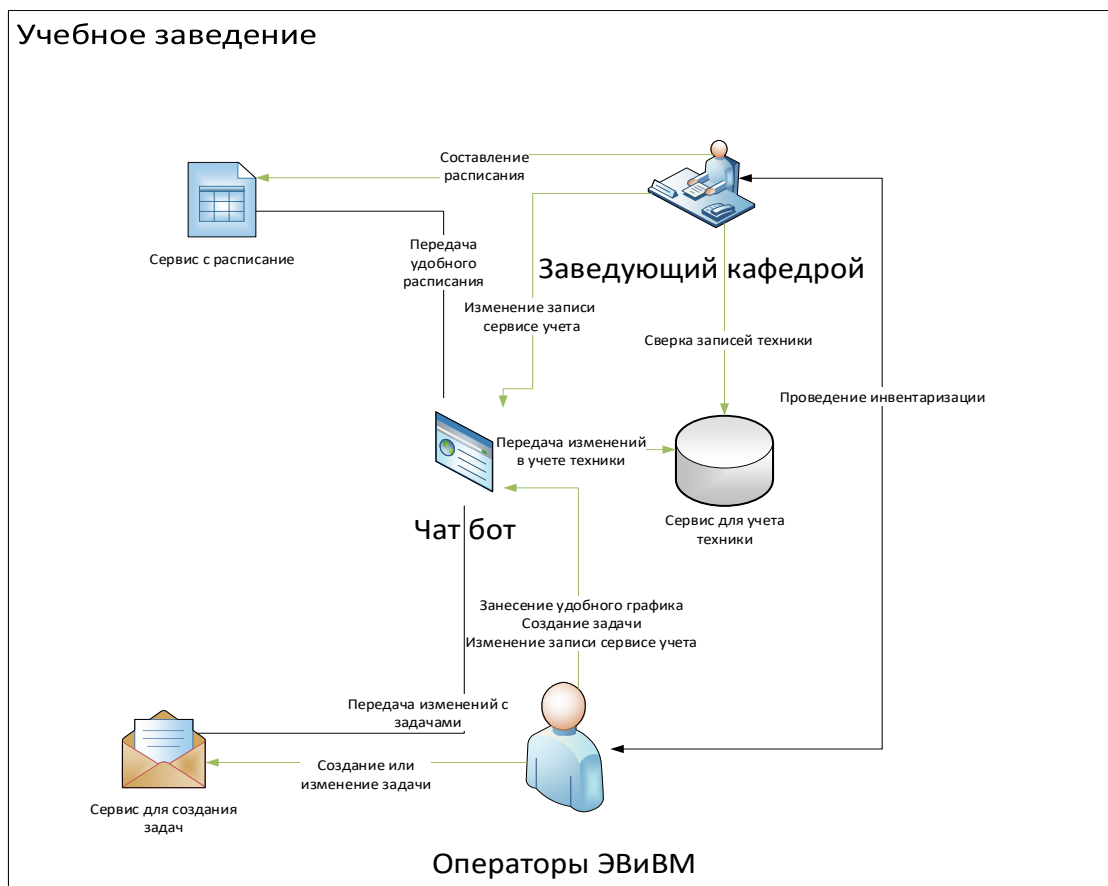 Учебное заведение
Составление
расписания
Сервис с расписание
Передача
удобного
расписания
Заведующий кафедрой
Изменение записи
сервисе учета
Сверка записей техники
Проведение инвентаризации
Передача изменений
в учете техники
Чат бот
Сервис для учета
техники
Занесение удобного графика
Создание задачи
Изменение записи сервисе учета
Передача изменений с
задачами
Создание или
изменение задачи
Сервис для создания
задач
Операторы ЭВиВМ